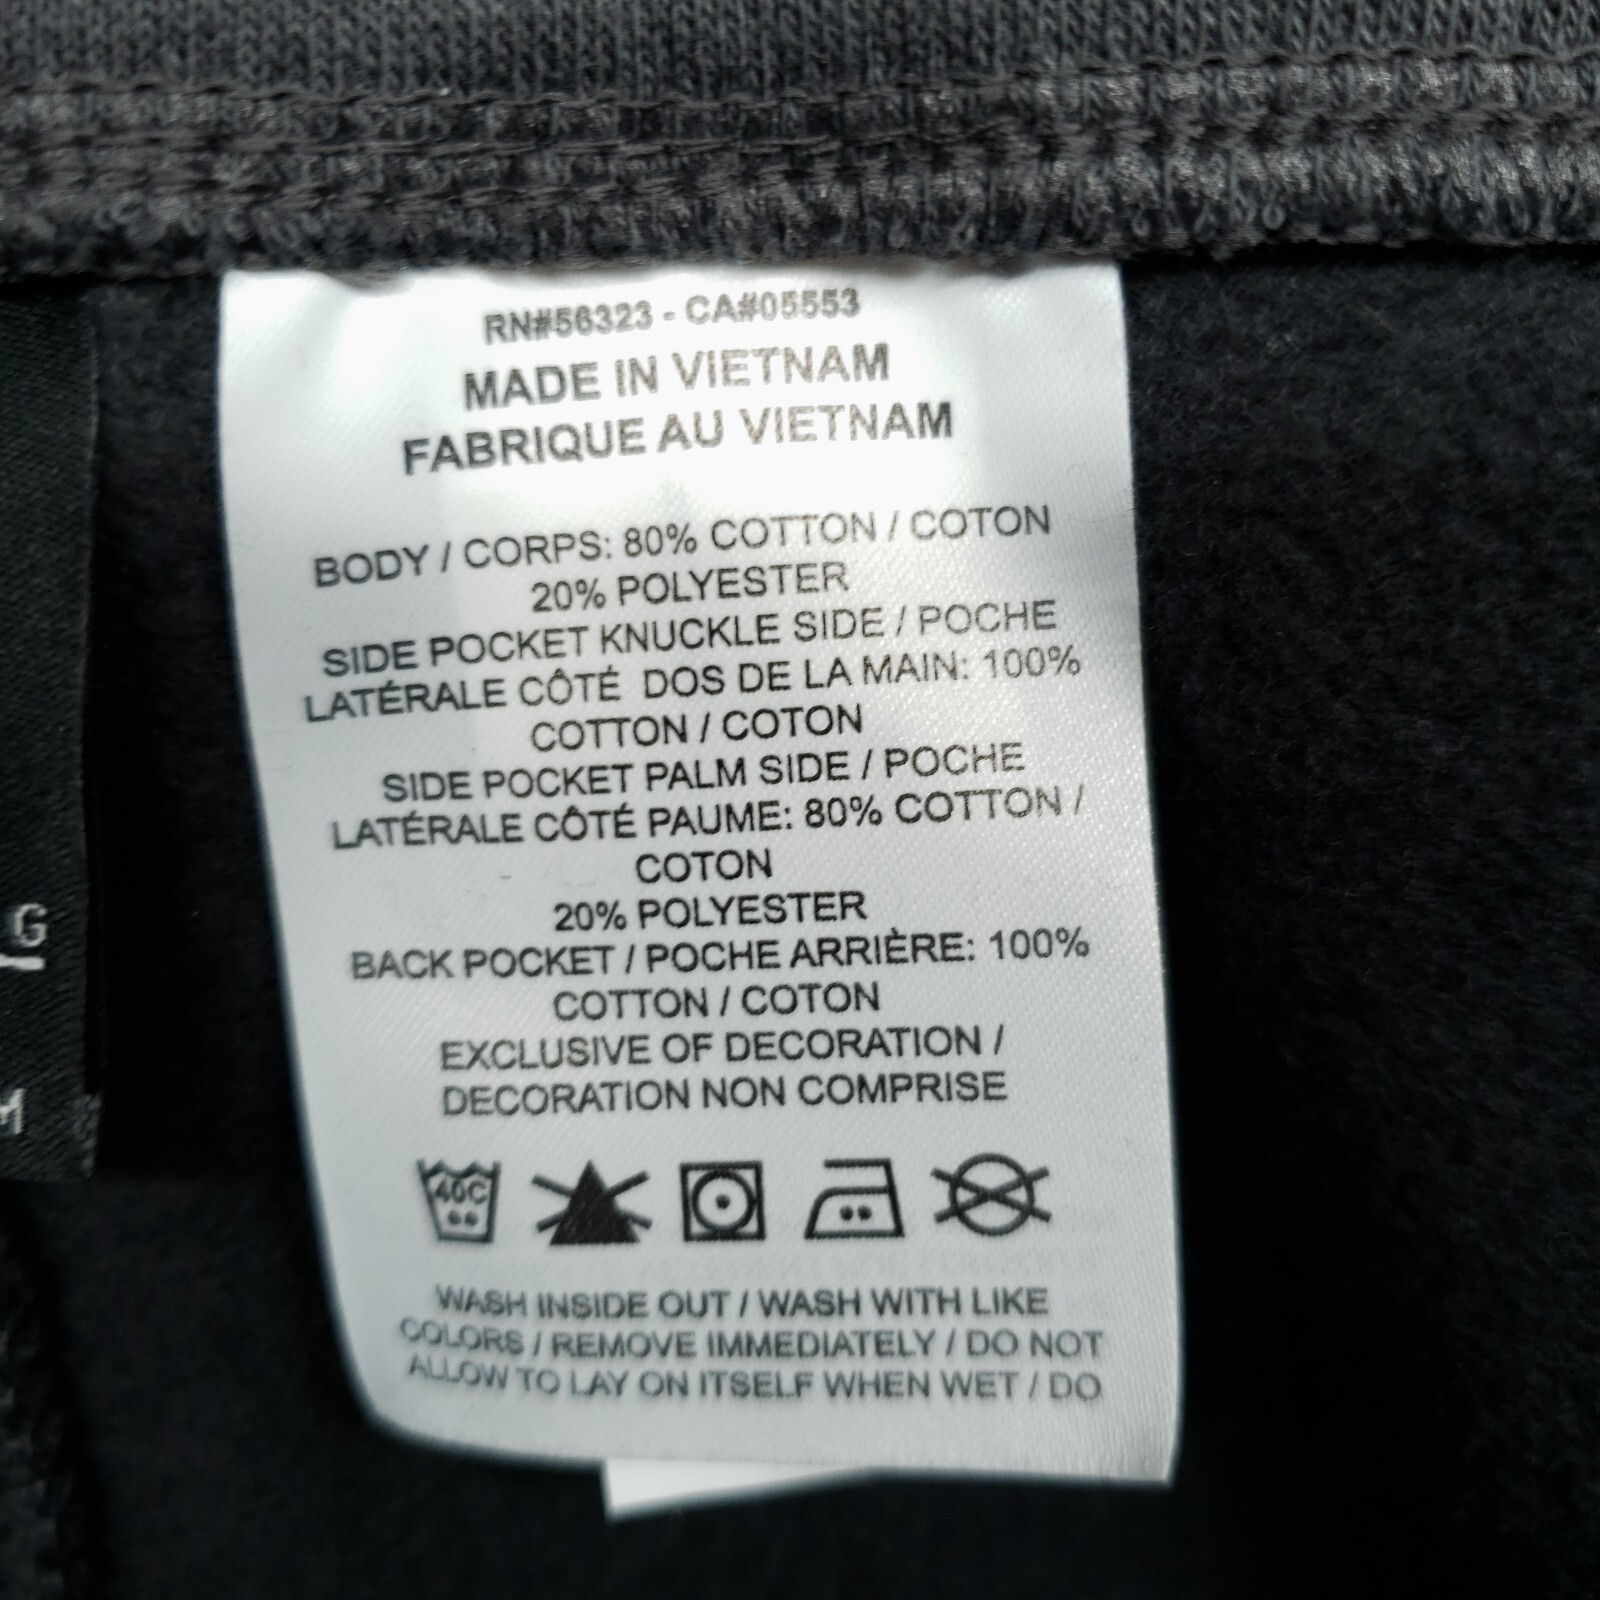 RN#56323 - CA#05553
MADE IN VIETNAM
FABRIQUE AU VIETNAM
BODY / CORPS: 80% COTTON / COTON
20% POLYESTER
SIDE POCKET KNUCKLE SIDE / POCHE
LATÉRALE CÔTÉ DOS DE LA MAIN: 100%
COTTON / COTON
SIDE POCKET PALM SIDE / POCHE
LATÉRALE CÔTÉ PAUME: 80% COTTON /
COTON
20% POLYESTER
BACK POCKET / POCHE ARRIÈRE: 100%
COTTON / COTON
EXCLUSIVE OF DECORATION /
DECORATION NON COMPRISE
40C
WASH INSIDE OUT / WASH WITH LIKE
COLORS / REMOVE IMMEDIATELY / DO NOT
ALLOW TO LAY ON ITSELF WHEN WET / DO
G
M